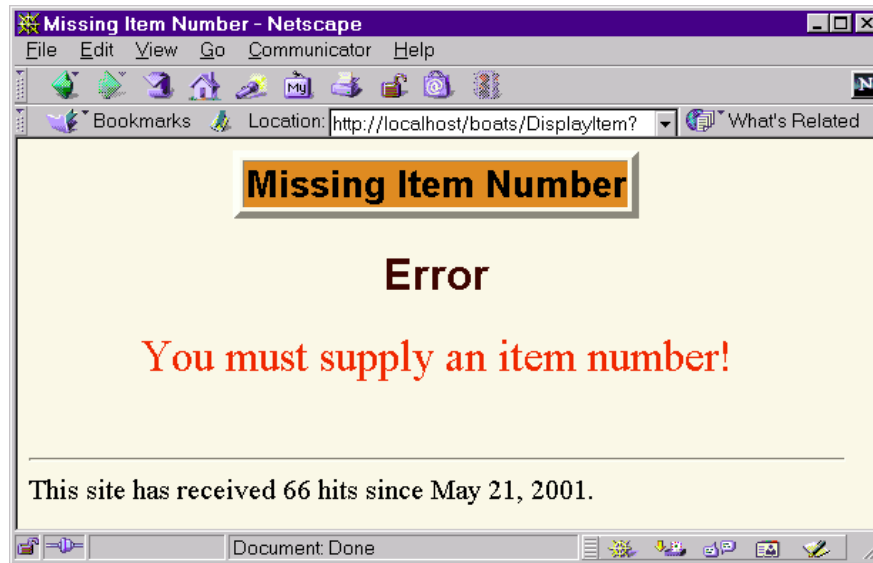 Missing Item Number - Netscape
File Edit View Go Communicator Help
My
N
Bookmarks Location: http://localhost/boats/DisplayItem? What's Related
Missing Item Number
Error
You must supply an item number!
This site has received 66 hits since May 21, 2001.
Document: Done